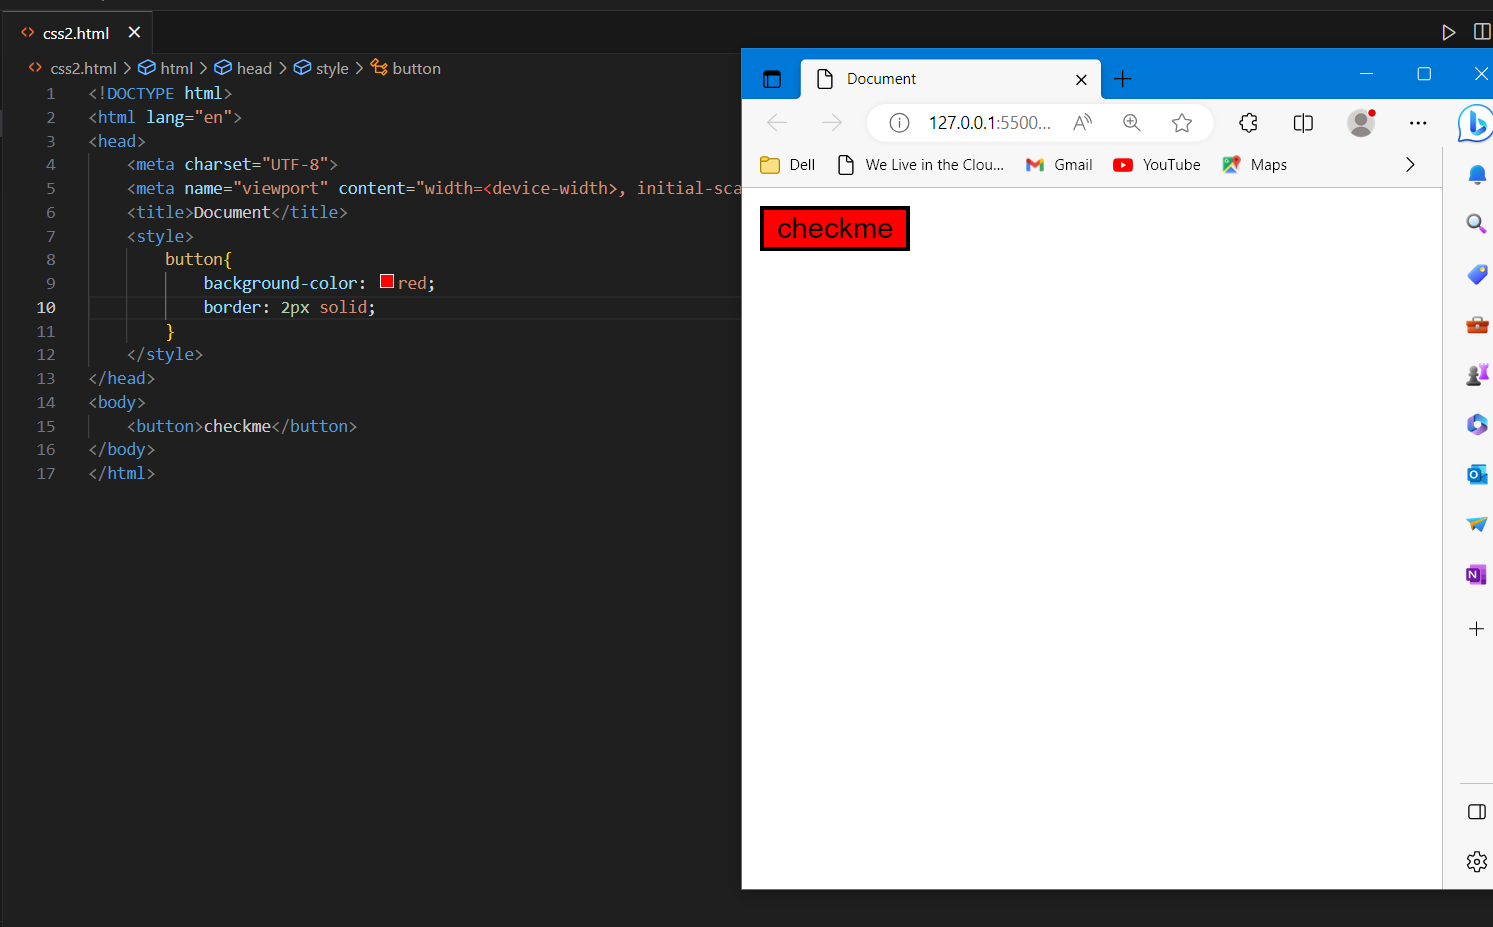 css2.html
css2.html > html > head > style > button
1 <!DOCTYPE html>
2 <html lang="en">
3 <head>
4 <meta charset="UTF-8">
5 <meta name="viewport" content="width=<device-width>, initial-sca
6 <title>Document</title>
7 <style>
8 button{
9 background-color: red;
10 border: 2px solid;
11 }
12 </style>
13 </head>
14 <body>
15 <button>checkme</button>
16 </body>
17 </html>
Document
127.0.0.1:5500...
Dell We Live in the Clou... Gmail YouTube Maps
checkme